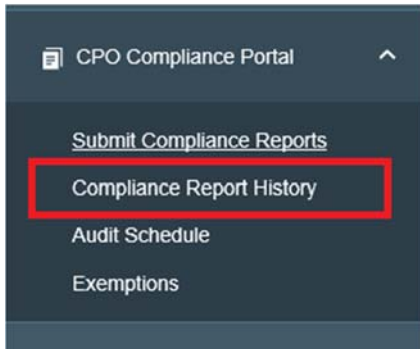 CPO Compliance Portal
Submit Compliance Reports
Compliance Report History
Audit Schedule
Exemptions